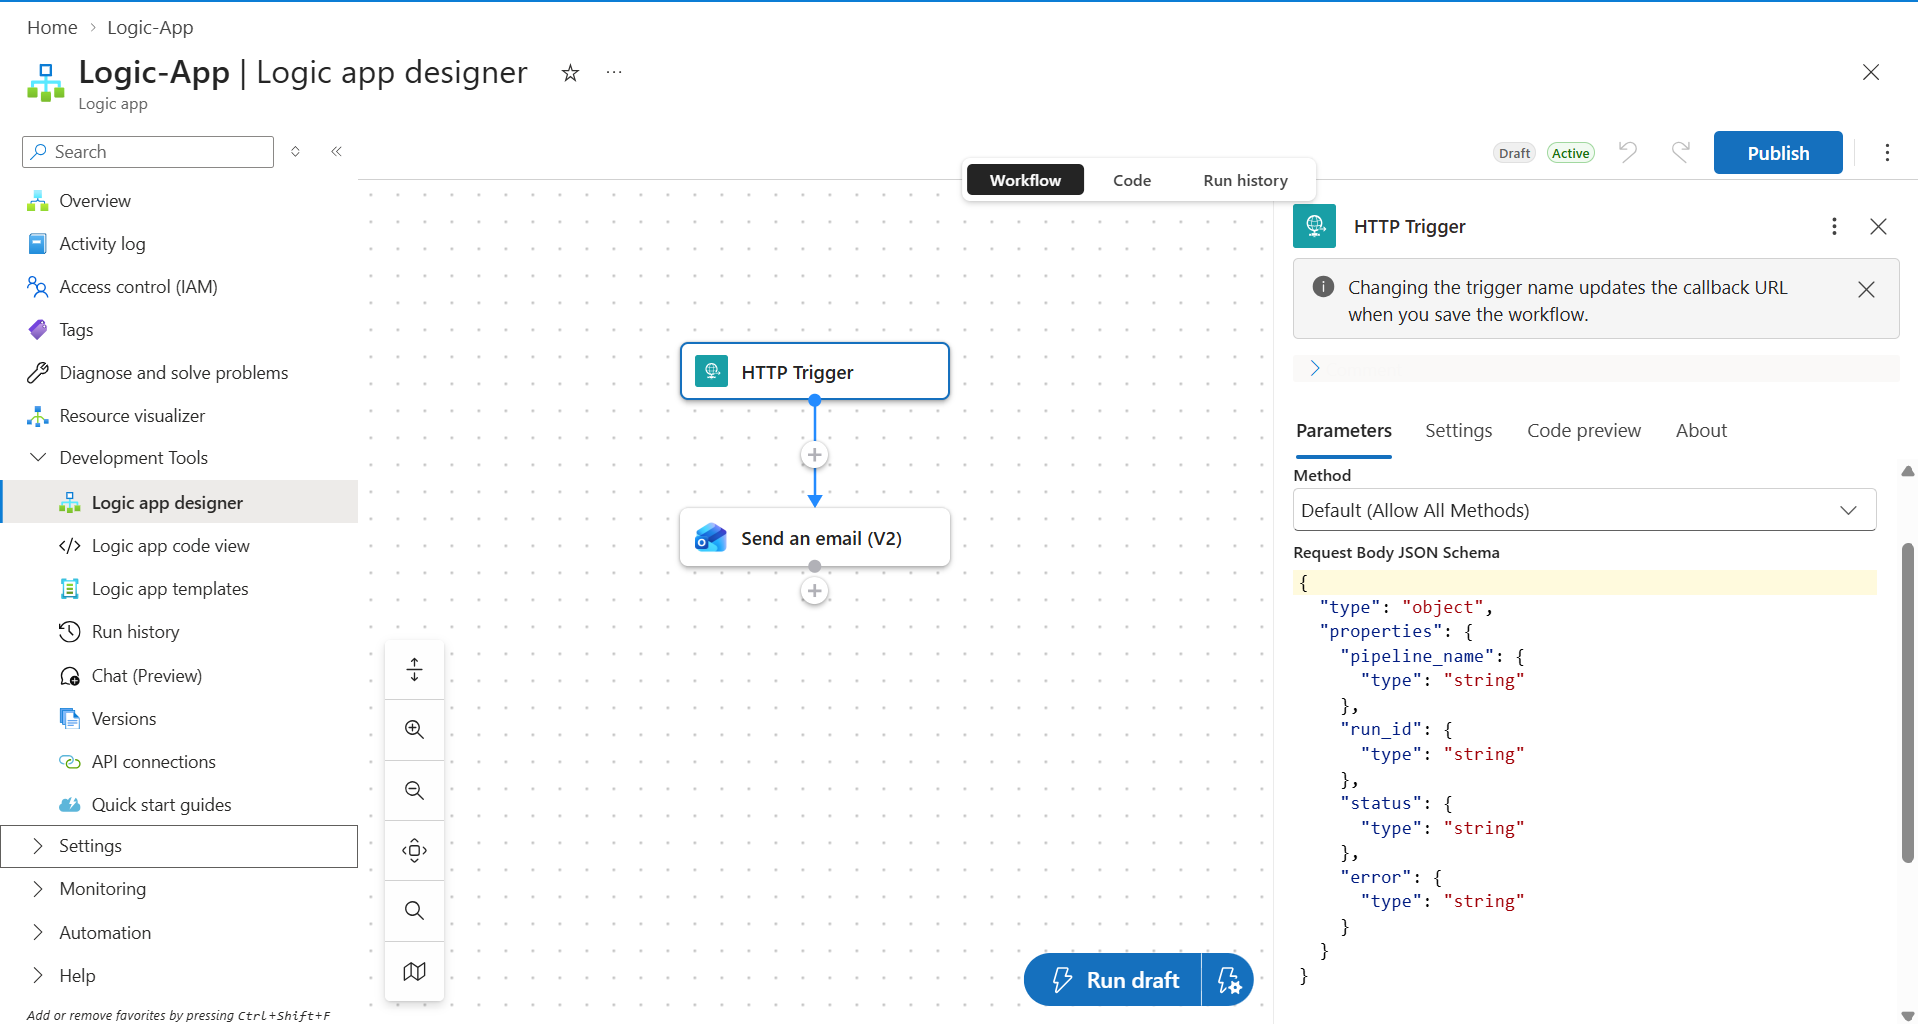 Home > Logic-App
Logic-App | Logic app designer
Logic app
Search
Overview
Activity log
Access control (IAM)
Tags
Diagnose and solve problems
Resource visualizer
Development Tools
Logic app designer
Logic app code view
Logic app templates
Run history
Chat (Preview)
Versions
API connections
Quick start guides
Settings
Monitoring
Automation
Help
Add or remove favorites by pressing Ctrl+Shift+F
Draft Active
Publish
Workflow Code Run history
HTTP Trigger
Send an email (V2)
Run draft
HTTP Trigger
Changing the trigger name updates the callback URL
when you save the workflow.
Parameters Settings Code preview About
Method
Default (Allow All Methods)
Request Body JSON Schema
{
"type": "object",
"properties": {
"pipeline_name": {
"type": "string"
},
"run_id": {
"type": "string"
},
"status": {
"type": "string"
},
"error": {
"type": "string"
}
}
}